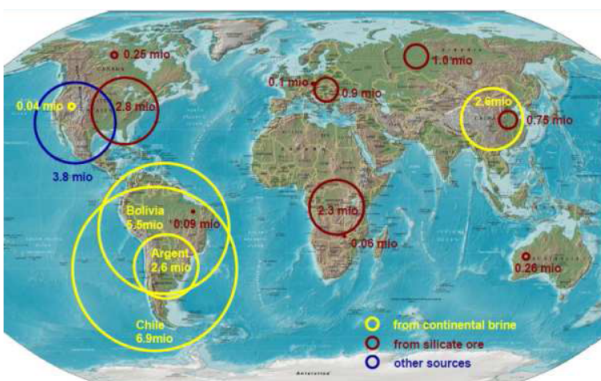 0.25 mio
1.0 mio
0.1 mio
0.9 mio
0.04 mio
2.8 mio
2.6mio
0.75 mio
3.8 mio
Bolivia
5.5mio
0.09 mio
2.3 mio
0.06 mio
Argent
2,6 mio
0.26 mio
Chile
6.9mio
from continental brine
from silicate ore
other sources
Antarctica